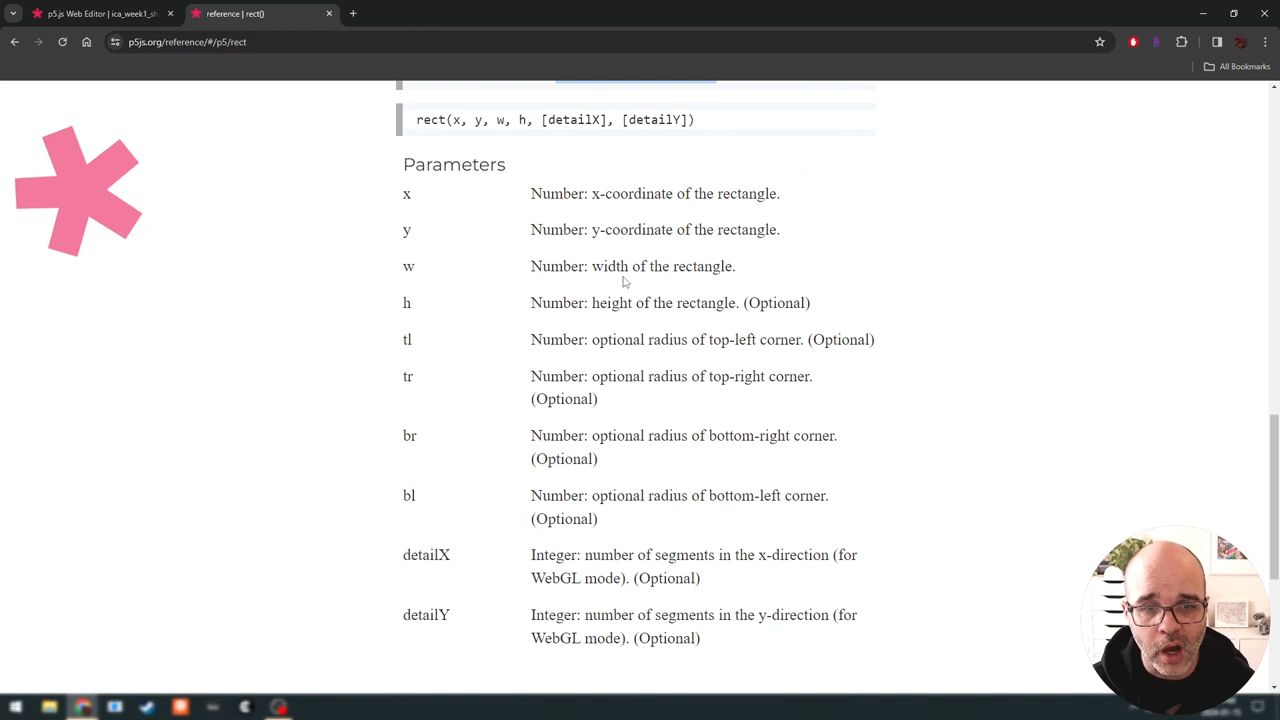 p5.js Web Editor | ica_week1_sh
reference | rect()
p5js.org/reference/#/p5/rect
All Bookmarks
rect(x, y, w, h, [detailX], [detailY])
Parameters
x Number: x-coordinate of the rectangle.
y Number: y-coordinate of the rectangle.
w Number: width of the rectangle.
h Number: height of the rectangle. (Optional)
tl Number: optional radius of top-left corner. (Optional)
tr Number: optional radius of top-right corner.
(Optional)
br Number: optional radius of bottom-right corner.
(Optional)
bl Number: optional radius of bottom-left corner.
(Optional)
detailX Integer: number of segments in the x-direction (for
WebGL mode). (Optional)
detailY Integer: number of segments in the y-direction (for
WebGL mode). (Optional)